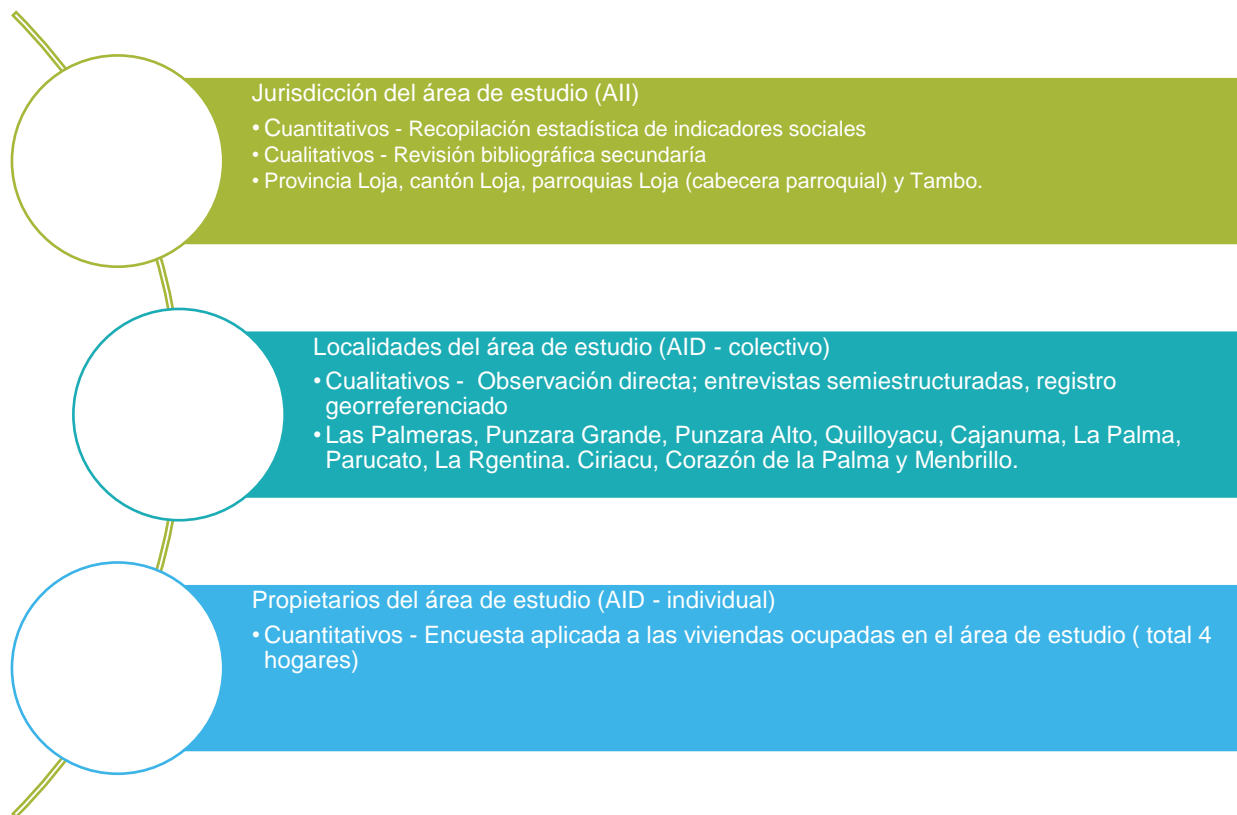 Jurisdicción del área de estudio (AII)
• Cuantitativos - Recopilación estadística de indicadores sociales
• Cualitativos - Revisión bibliográfica secundaría
• Provincia Loja, cantón Loja, parroquias Loja (cabecera parroquial) y Tambo.
Localidades del área de estudio (AID - colectivo)
• Cualitativos - Observación directa; entrevistas semiestructuradas, registro
georreferenciado
• Las Palmeras, Punzara Grande, Punzara Alto, Quilloyacu, Cajanuma, La Palma,
Parucato, La Rgentina. Ciriacu, Corazón de la Palma y Menbrillo.
Propietarios del área de estudio (AID - individual)
• Cuantitativos - Encuesta aplicada a las viviendas ocupadas en el área de estudio ( total 4
hogares)